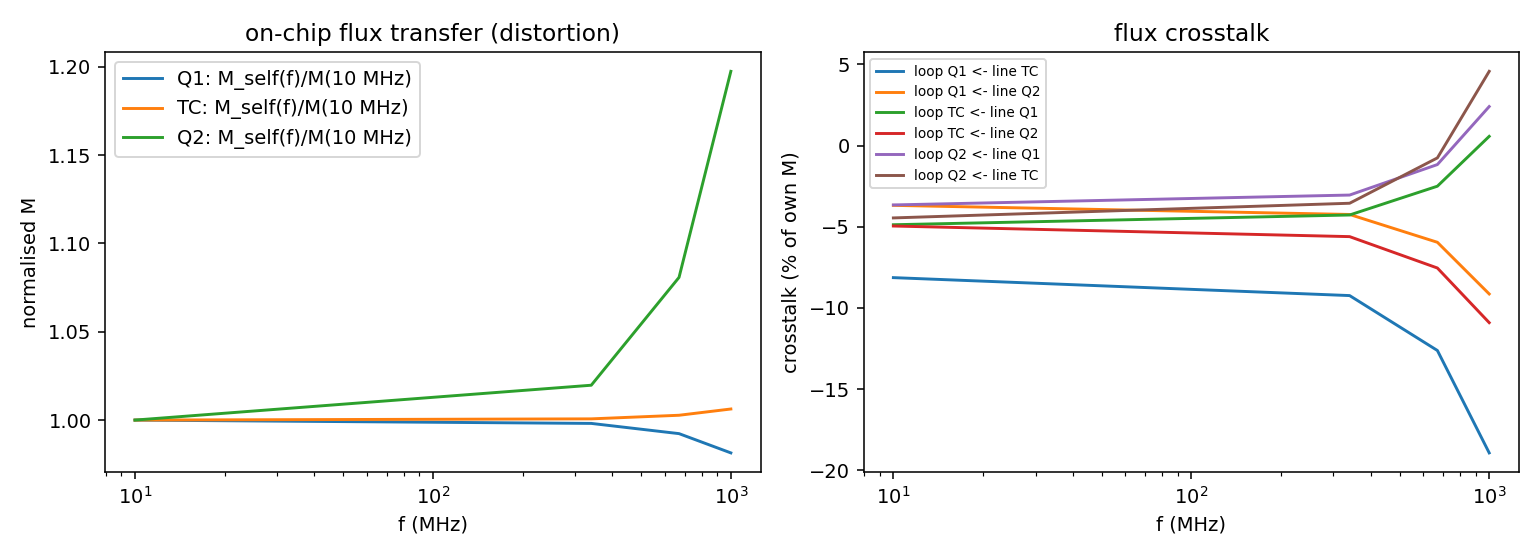 on-chip flux transfer (distortion)
Q1: M_self(f)/M(10 MHz)
TC: M_self(f)/M(10 MHz)
Q2: M_self(f)/M(10 MHz)
normalised M
1.20
1.15
1.10
1.05
1.00
10¹
10²
10³
f (MHz)
flux crosstalk
loop Q1 <- line TC
loop Q1 <- line Q2
loop TC <- line Q1
loop TC <- line Q2
loop Q2 <- line Q1
loop Q2 <- line TC
crosstalk (% of own M)
5
0
−5
−10
−15
−20
10¹
10²
10³
f (MHz)